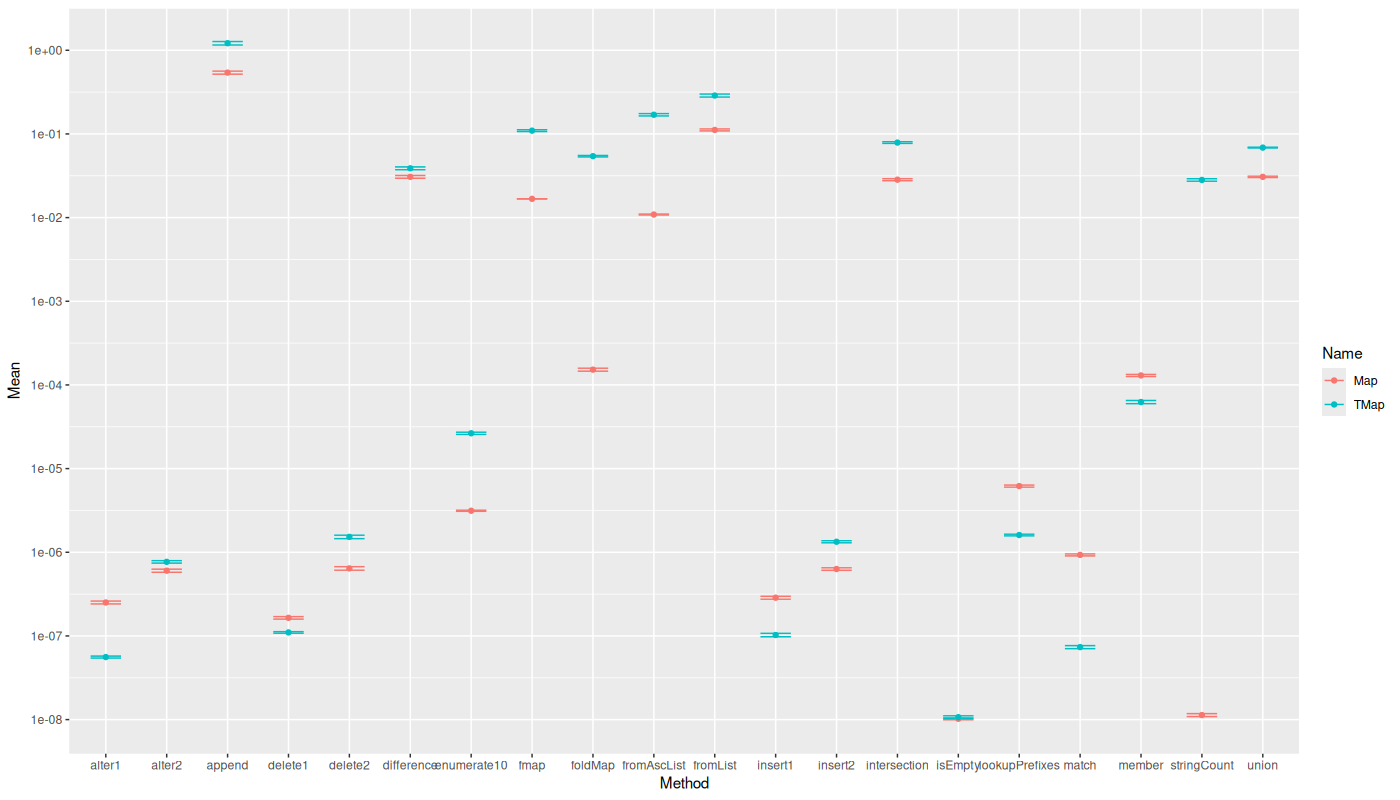 1e+00
1e-01
1e-02
1e-03
1e-04
1e-05
1e-06
1e-07
1e-08
Mean
alter1 alter2 append delete1 delete2 difference enumerate10 fmap foldMap fromAscList fromList insert1 insert2 intersection isEmpty lookupPrefixes match member stringCount union
Method
Name
Map
TMap